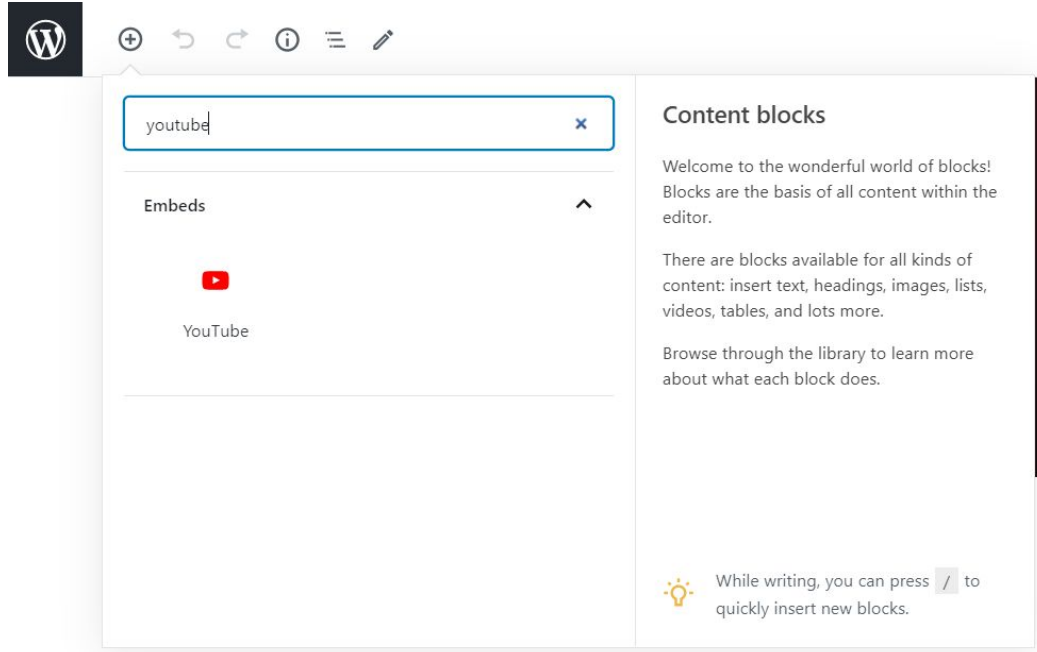 youtube
Embeds
YouTube
Content blocks
Welcome to the wonderful world of blocks!
Blocks are the basis of all content within the
editor.
There are blocks available for all kinds of
content: insert text, headings, images, lists,
videos, tables, and lots more.
Browse through the library to learn more
about what each block does.
While writing, you can press / to
quickly insert new blocks.